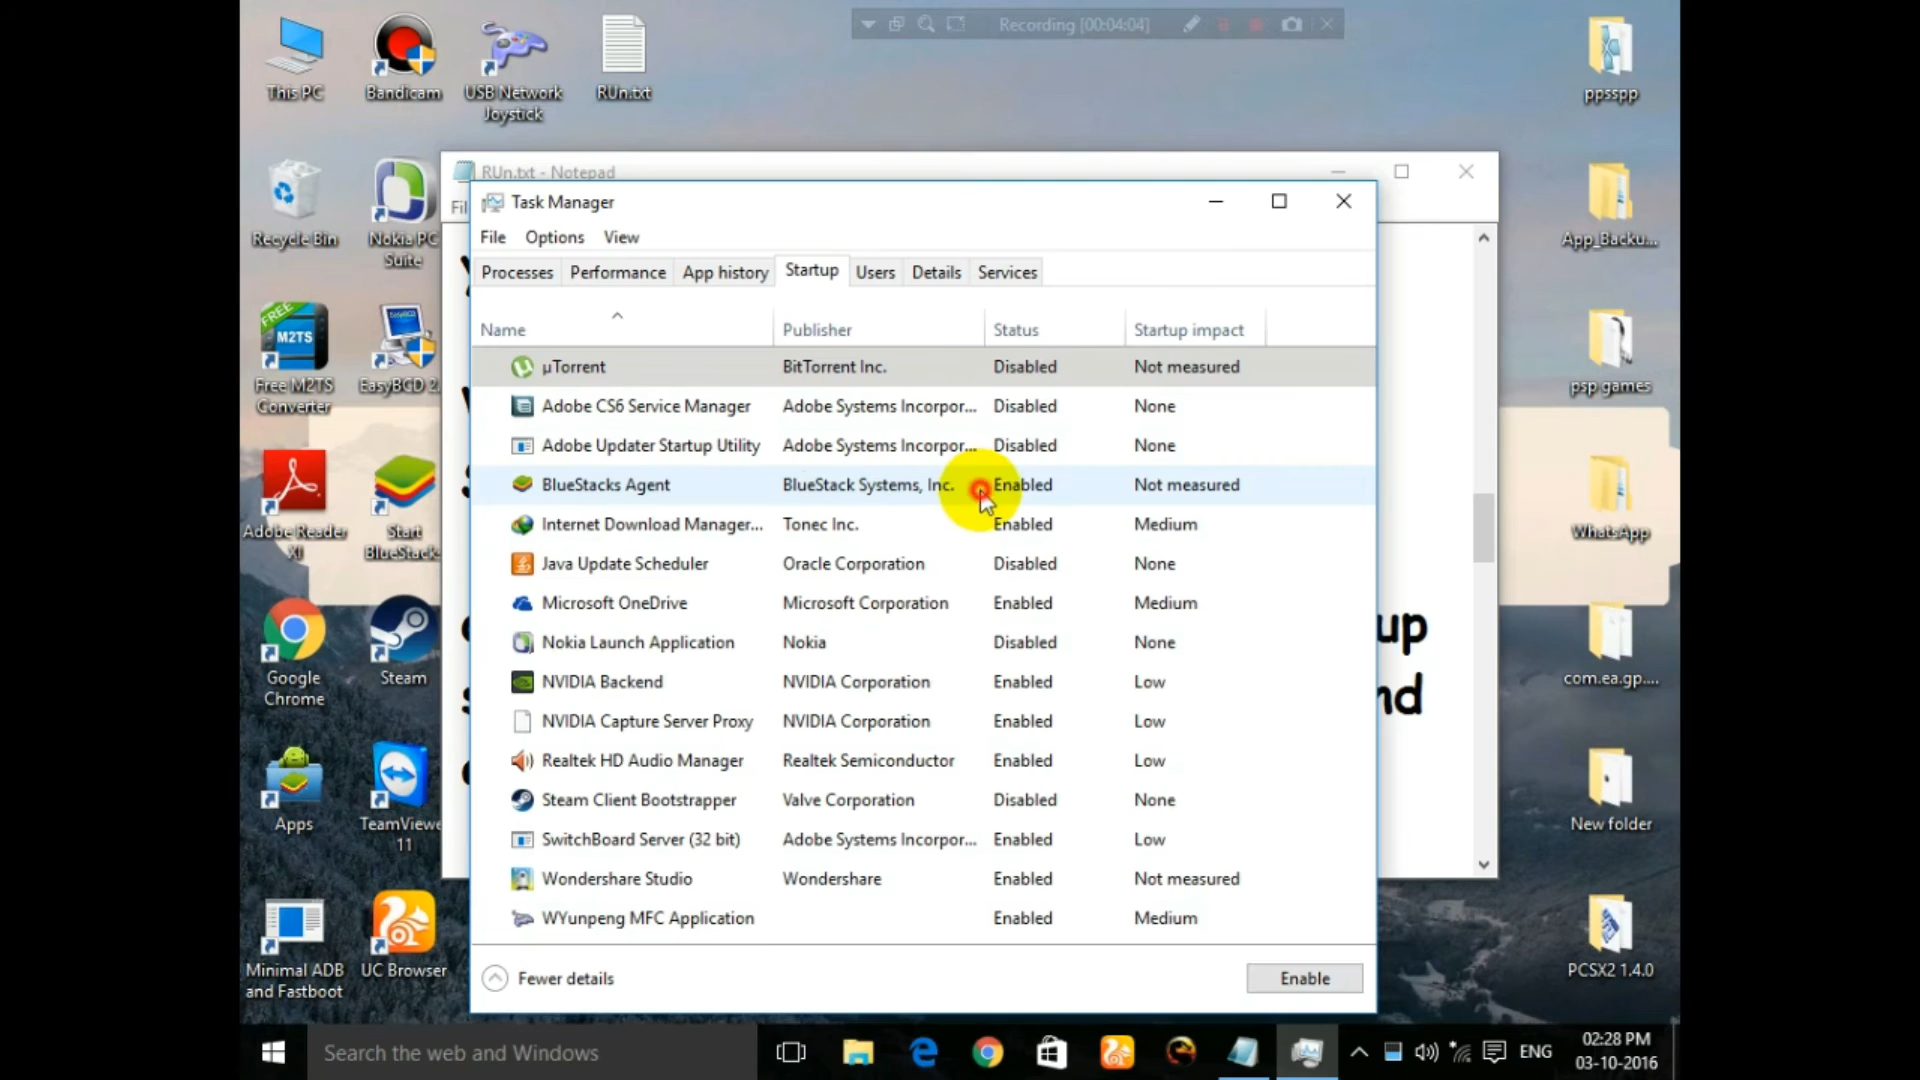 Recording [00:04:04]
This PC
Bandicam
USB Network
Joystick
RUn.txt
ppsspp
Recycle Bin
Nokia PC
Suite
App_Backu...
FREE
M2TS
Free M2TS
Converter
EasyBCD 2.
psp games
Adobe Reader
XI
Start
BlueStack
WhatsApp
Google
Chrome
Steam
com.ea.gp....
Apps
TeamViewe
11
New folder
Minimal ADB
and Fastboot
UC Browser
PCSX2 1.4.0
RUn.txt - Notepad
Fil
up
nd
Task Manager
File Options View
Processes Performance App history Startup Users Details Services
Name Publisher Status Startup impact
µTorrent BitTorrent Inc. Disabled Not measured
Adobe CS6 Service Manager Adobe Systems Incorpor... Disabled None
Adobe Updater Startup Utility Adobe Systems Incorpor... Disabled None
BlueStacks Agent BlueStack Systems, Inc. Enabled Not measured
Internet Download Manager... Tonec Inc. Enabled Medium
Java Update Scheduler Oracle Corporation Disabled None
Microsoft OneDrive Microsoft Corporation Enabled Medium
Nokia Launch Application Nokia Disabled None
NVIDIA Backend NVIDIA Corporation Enabled Low
NVIDIA Capture Server Proxy NVIDIA Corporation Enabled Low
Realtek HD Audio Manager Realtek Semiconductor Enabled Low
Steam Client Bootstrapper Valve Corporation Disabled None
SwitchBoard Server (32 bit) Adobe Systems Incorpor... Enabled Low
Wondershare Studio Wondershare Enabled Not measured
WYunpeng MFC Application Enabled Medium
Fewer details Enable
Search the web and Windows
ENG
02:28 PM
03-10-2016